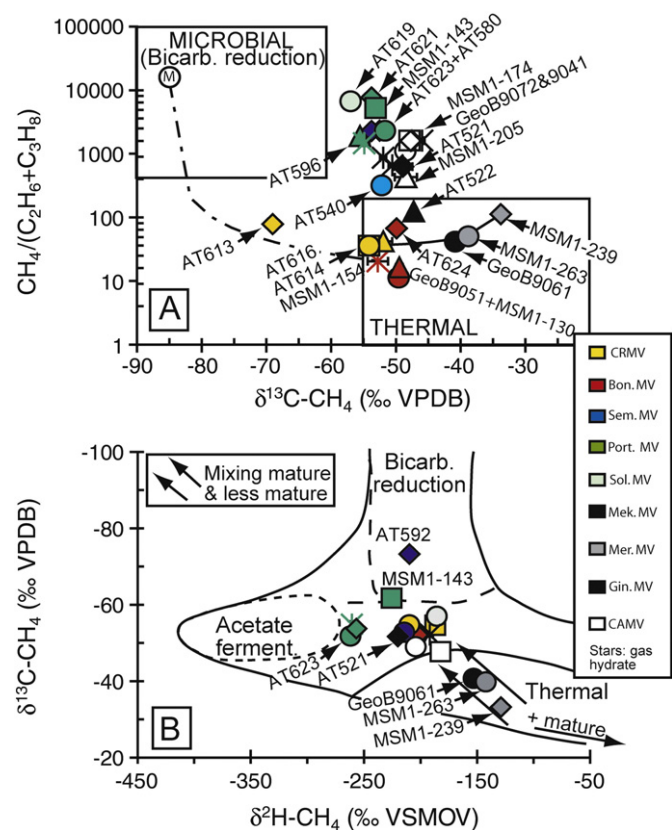 100000
10000
1000
100
10
1
CH₄/(C₂H₆+C₃H₈)
MICROBIAL
(Bicarb. reduction)
M
AT619
AT621
MSM1-143
AT623+AT580
MSM1-174
GeoB9072&9041
AT521
MSM1-205
AT522
AT596
AT540
AT613
AT616
AT614
MSM1-154
AT624
GeoB9051+MSM1-130
GeoB9061
MSM1-263
MSM1-239
THERMAL
A
-90 -70 -50 -30
δ¹³C-CH₄ (‰ VPDB)
CRMV
Bon. MV
Sem. MV
Port. MV
Sol. MV
Mek. MV
Mer. MV
Gin. MV
CAMV
Stars: gas
hydrate
-100
-80
-60
-40
-20
δ¹³C-CH₄ (‰ VPDB)
Mixing mature
& less mature
Bicarb.
reduction
AT592
MSM1-143
Acetate
ferment.
AT623
AT521
GeoB9061
MSM1-263
MSM1-239
Thermal
+ mature
B
-450 -350 -250 -150 -50
δ²H-CH₄ (‰ VSMOV)